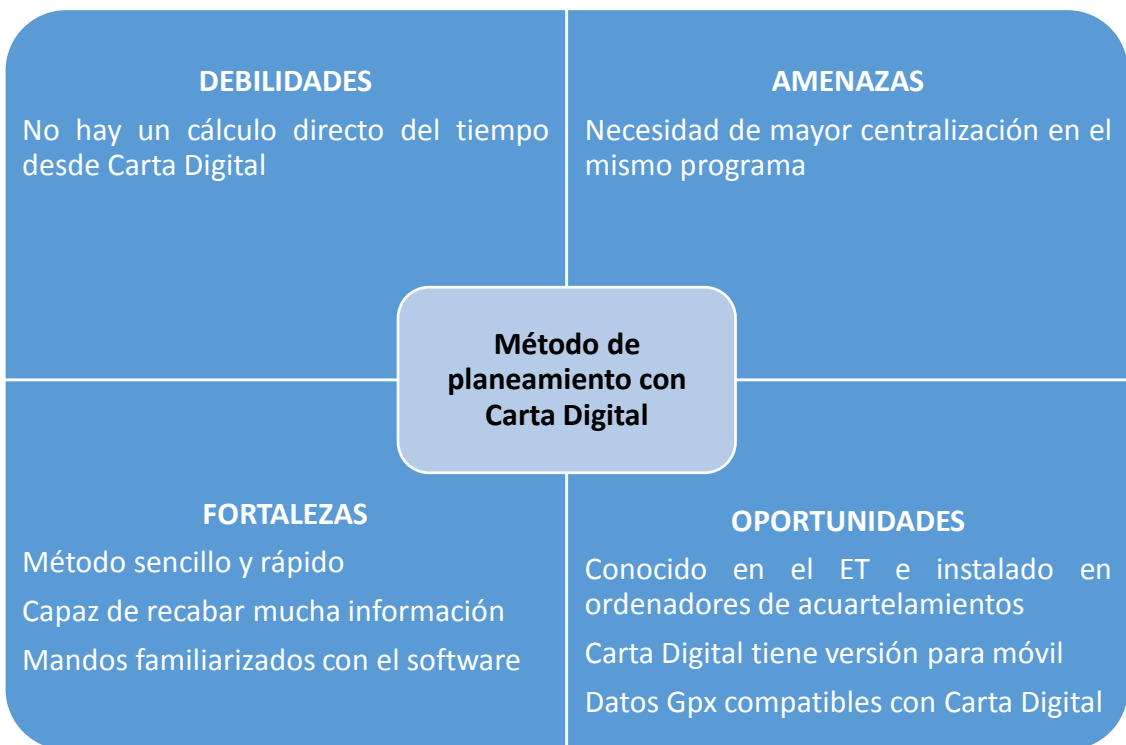 DEBILIDADES
No hay un cálculo directo del tiempo
desde Carta Digital
AMENAZAS
Necesidad de mayor centralización en el
mismo programa
Método de
planeamiento con
Carta Digital
FORTALEZAS
Método sencillo y rápido
Capaz de recabar mucha información
Mandos familiarizados con el software
OPORTUNIDADES
Conocido en el ET e instalado en
ordenadores de acuartelamientos
Carta Digital tiene versión para móvil
Datos Gpx compatibles con Carta Digital